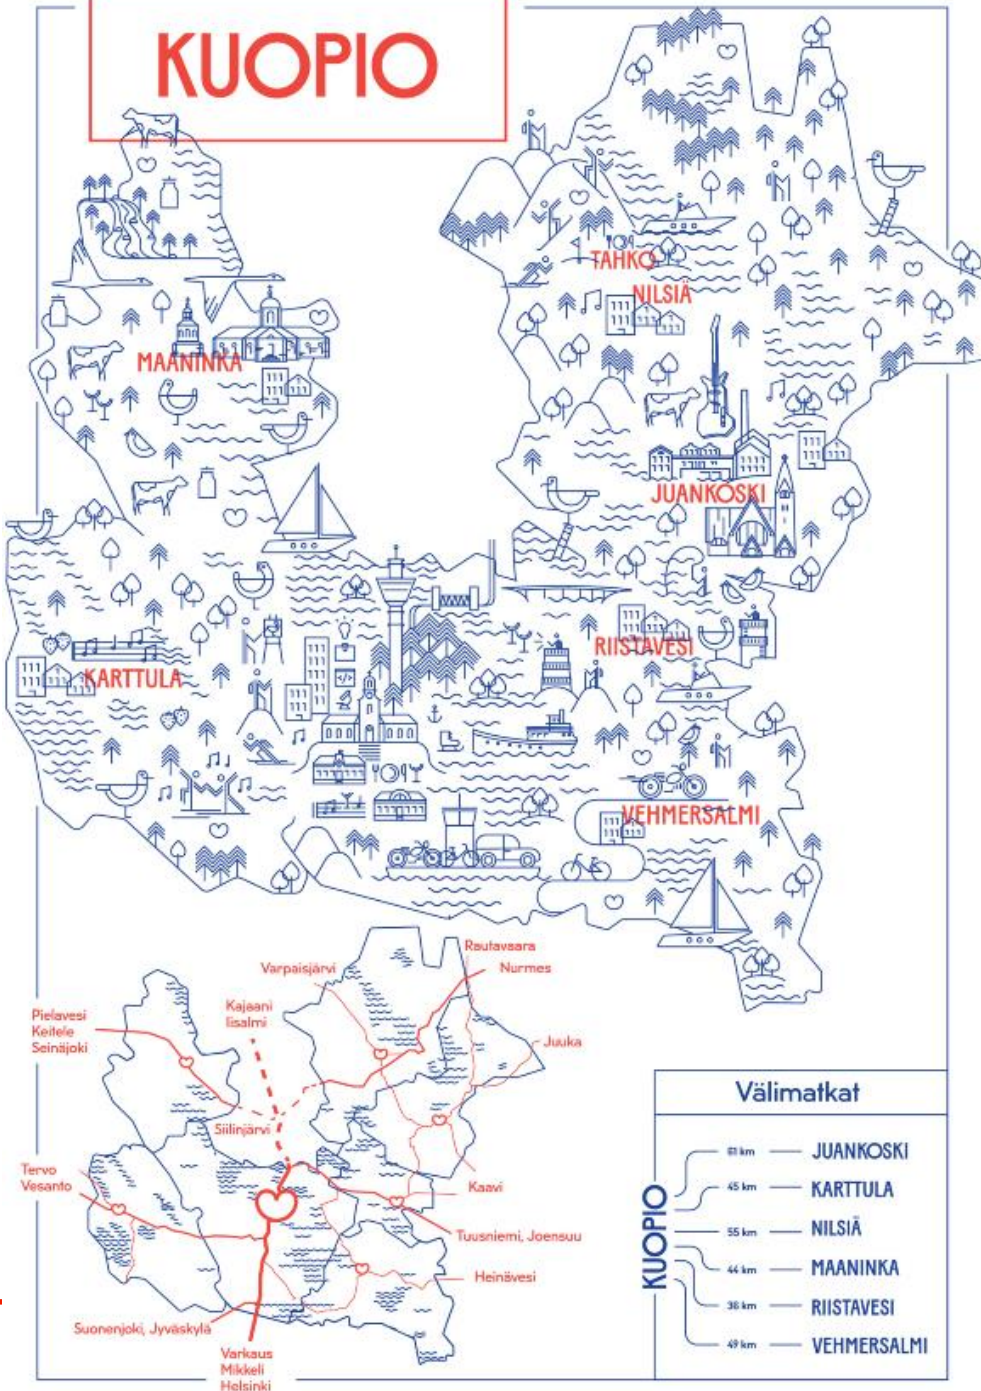 KUOPIO
TAHKO
NILSIÄ
MAANINKA
JUANKOSKI
RIISTAVESI
KARTTULA
</>
VEHMERSALMI
Rautavaara
Varpaisjärvi
Nurmes
Kajaani
Iisalmi
Pielavesi
Keitele
Seinäjoki
Juuka
Siilinjärvi
Tervo
Vesanto
Kaavi
Tuusniemi, Joensuu
Heinävesi
Suonenjoki, Jyväskylä
Varkaus
Mikkeli
Helsinki
Välimatkat
KUOPIO
61 km JUANKOSKI
45 km KARTTULA
55 km NILSIÄ
44 km MAANINKA
36 km RIISTAVESI
49 km VEHMERSALMI